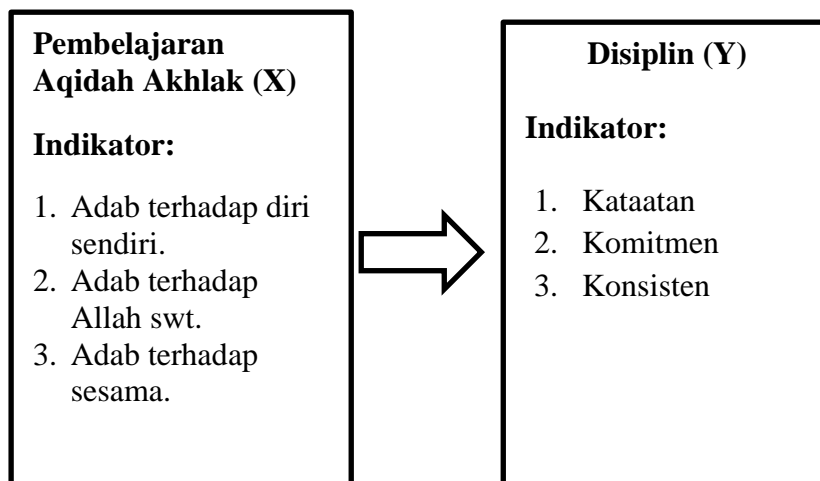 Pembelajaran
Aqidah Akhlak (X)
Indikator:
1. Adab terhadap diri
sendiri.
2. Adab terhadap
Allah swt.
3. Adab terhadap
sesama.
Disiplin (Y)
Indikator:
1. Kataatan
2. Komitmen
3. Konsisten